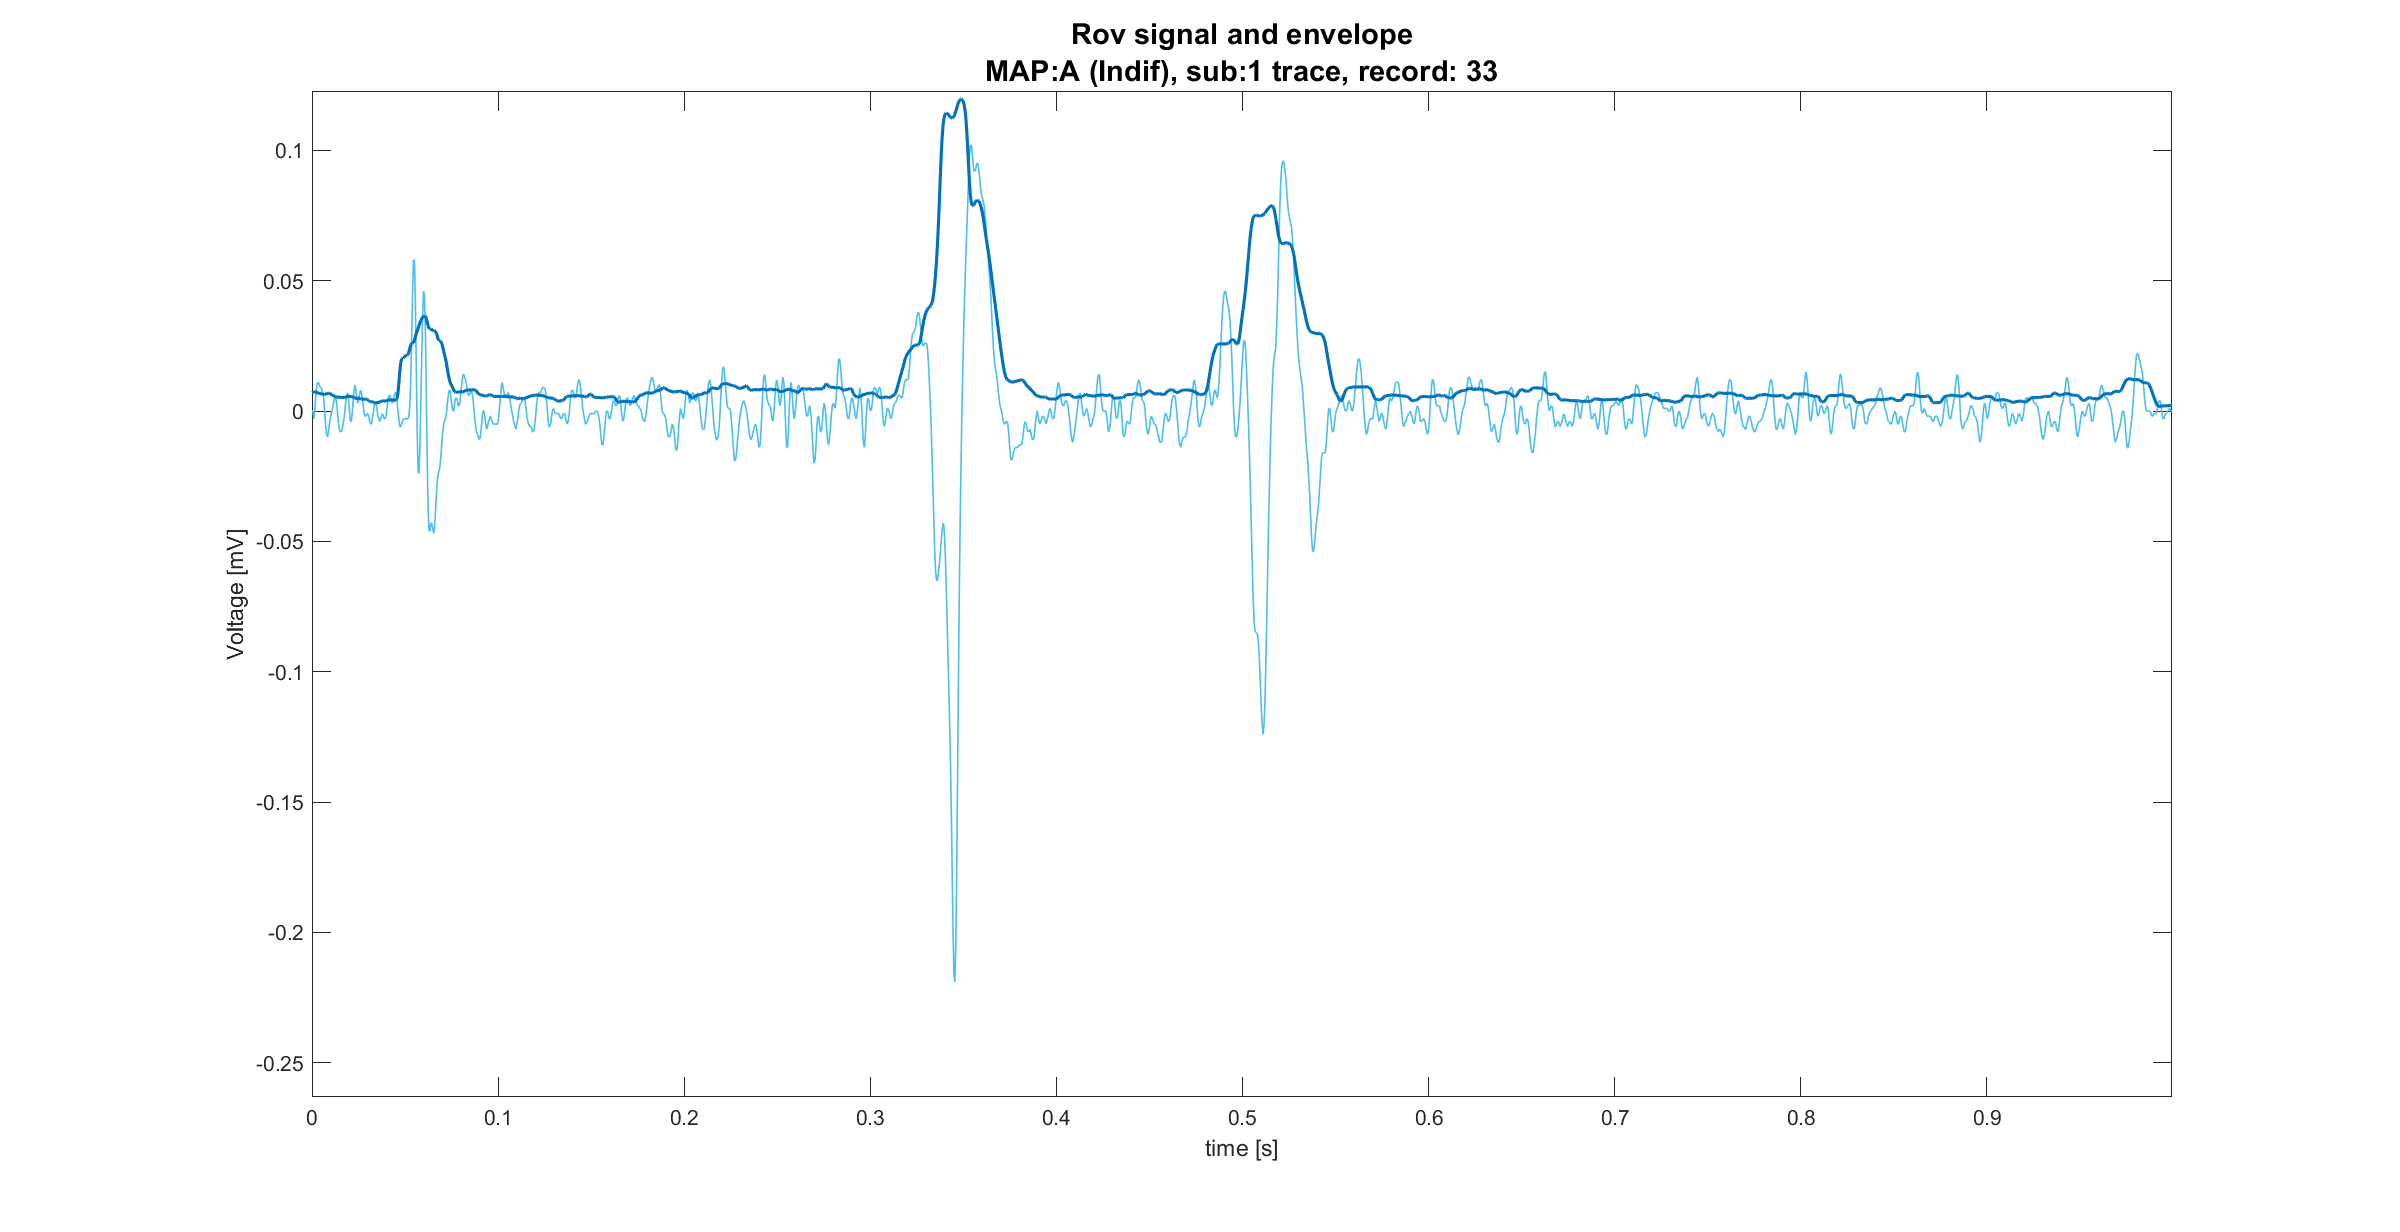 Rov signal and envelope
MAP:A (Indif), sub:1 trace, record: 33
0.1
0.05
0
-0.05
-0.1
-0.15
-0.2
-0.25
Voltage [mV]
0 0.1 0.2 0.3 0.4 0.5 0.6 0.7 0.8 0.9
time [s]